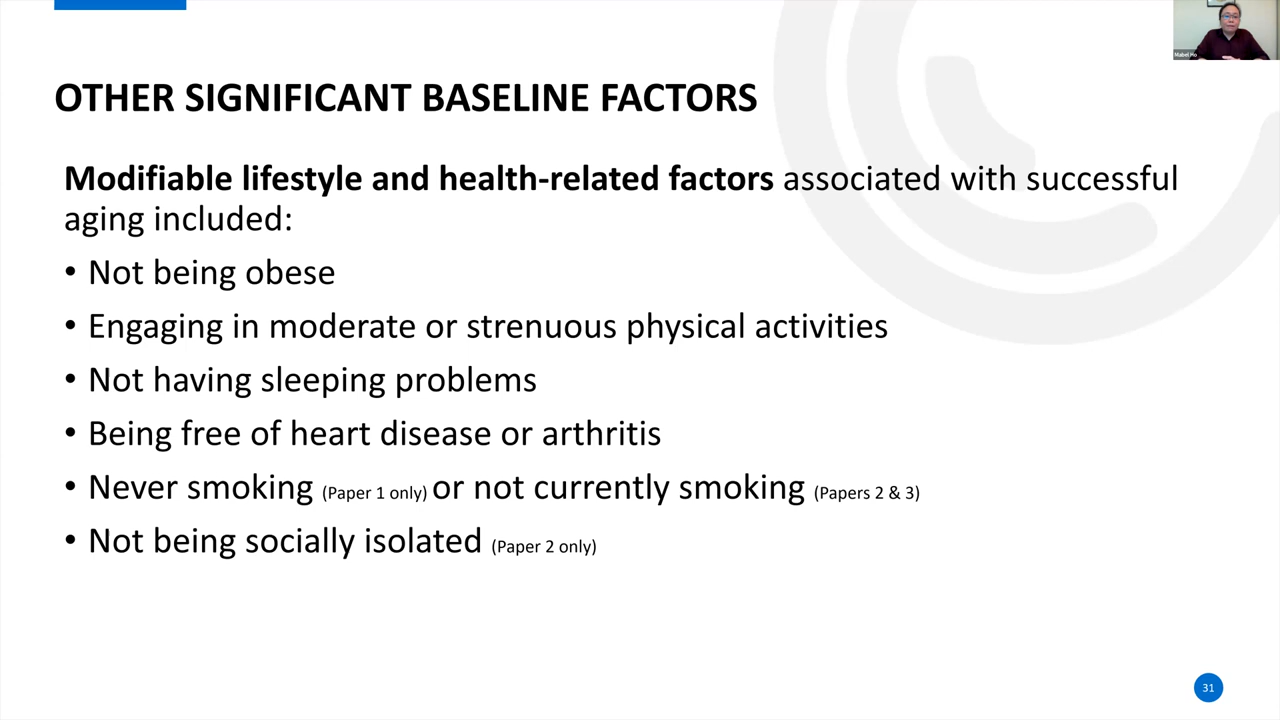 Mabel Ho
OTHER SIGNIFICANT BASELINE FACTORS
Modifiable lifestyle and health-related factors associated with successful
aging included:
• Not being obese
• Engaging in moderate or strenuous physical activities
• Not having sleeping problems
• Being free of heart disease or arthritis
• Never smoking (Paper 1 only) or not currently smoking (Papers 2 & 3)
• Not being socially isolated (Paper 2 only)
31